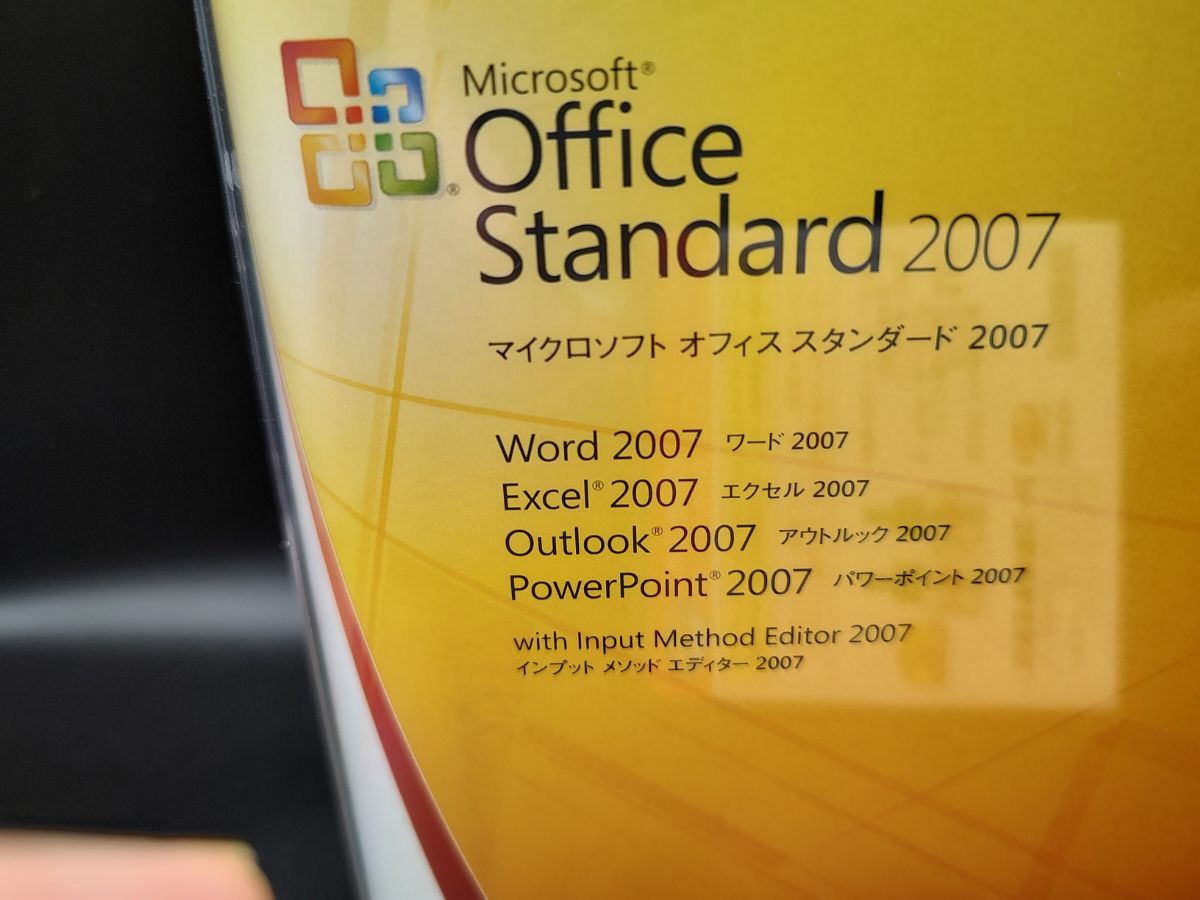 Microsoft®
Office
Standard 2007
マイクロソフト オフィス スタンダード 2007
Word 2007 ワード 2007
Excel® 2007 エクセル 2007
Outlook® 2007 アウトルック 2007
PowerPoint® 2007 パワーポイント 2007
with Input Method Editor 2007
インプット メソッド エディター 2007